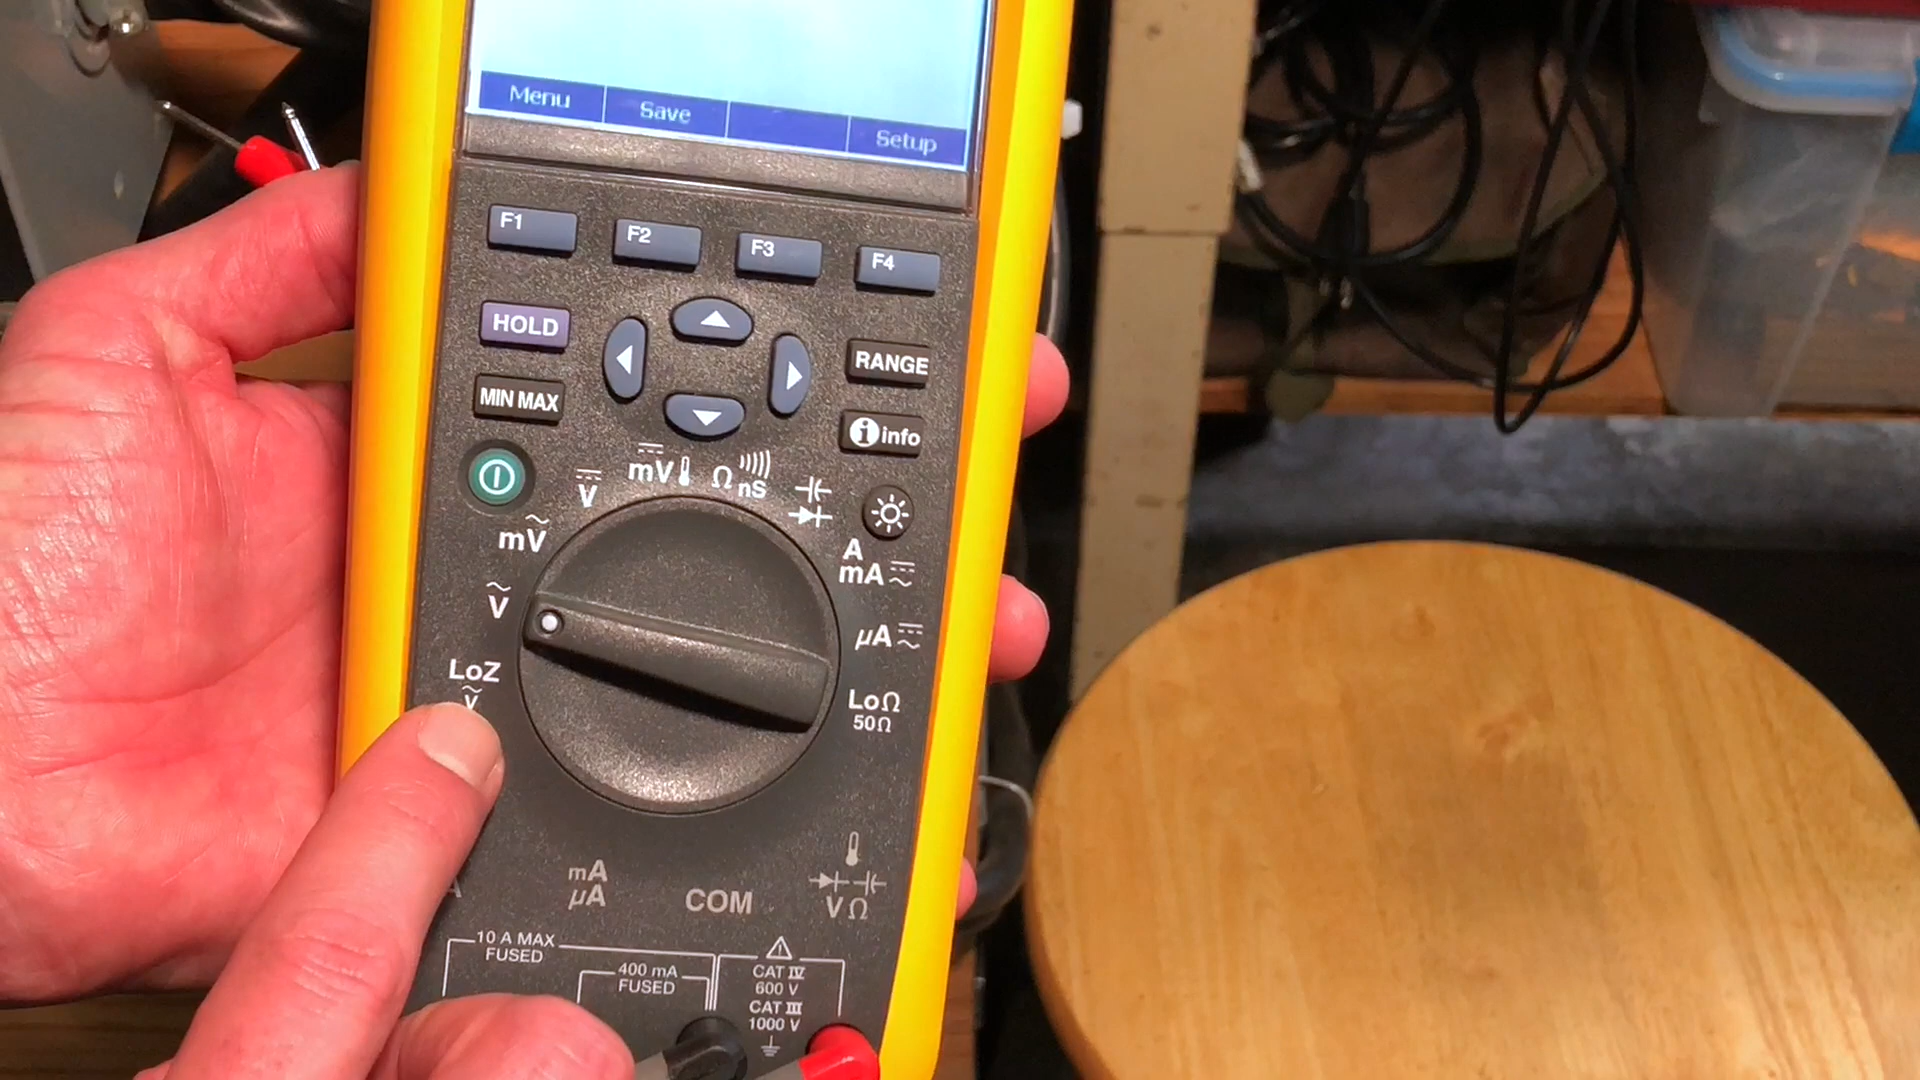 Menu
Save
Setup
F1
F2
F3
F4
HOLD
RANGE
MIN MAX
info
mV
Ω
nS
V
mV
A
mA
V
µA
LoZ
V
LoΩ
50Ω
mA
µA
COM
V Ω
A
10 A MAX
FUSED
400 mA
FUSED
CAT IV
600 V
CAT III
1000 V